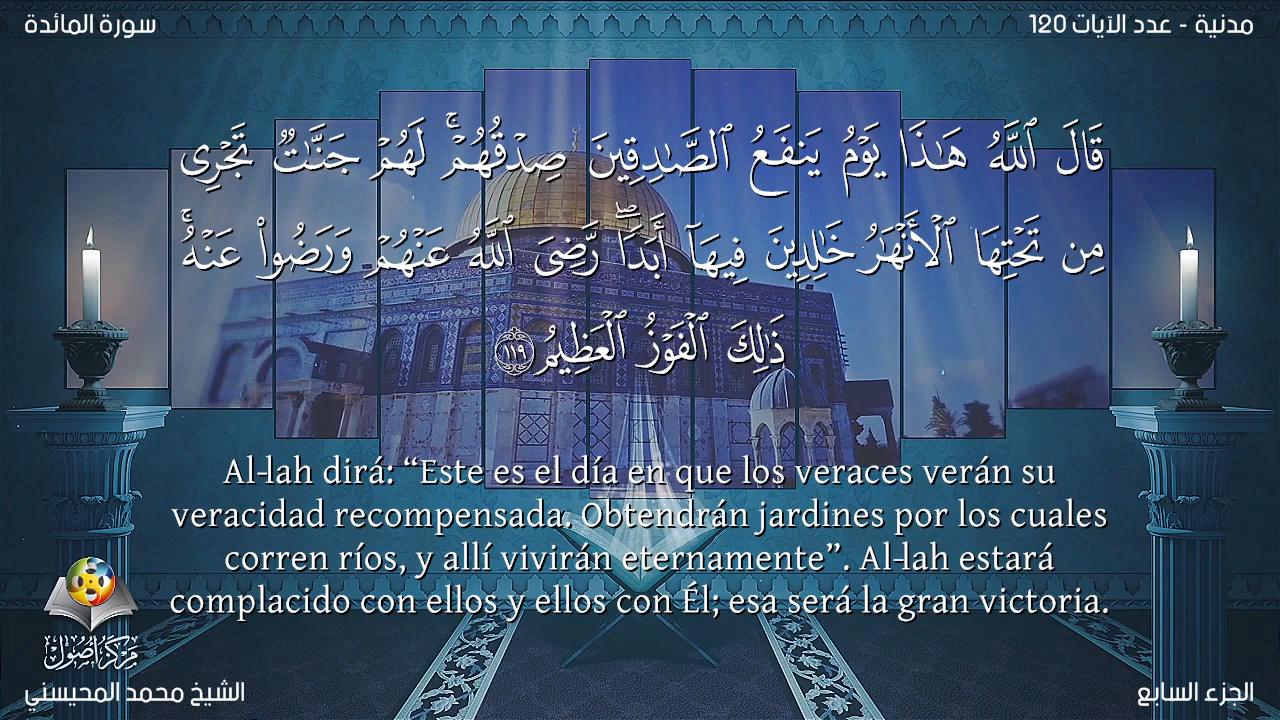 سورة المائدة
مدنية - عدد الآيات 120
قَالَ ٱللَّهُ هَٰذَا يَوْمُ يَنفَعُ ٱلصَّٰدِقِينَ صِدْقُهُمْ ۚ لَهُمْ جَنَّٰتٌ تَجْرِى
مِن تَحْتِهَا ٱلْأَنْهَٰرُ خَٰلِدِينَ فِيهَآ أَبَدًا ۖ رَّضِىَ ٱللَّهُ عَنْهُمْ وَرَضُوا۟ عَنْهُ ۚ
ذَٰلِكَ ٱلْفَوْزُ ٱلْعَظِيمُ ١١٩
Al-lah dirá: “Este es el día en que los veraces verán su
veracidad recompensada. Obtendrán jardines por los cuales
corren ríos, y allí vivirán eternamente”. Al-lah estará
complacido con ellos y ellos con Él; esa será la gran victoria.
مركز أصول
الشيخ محمد المحيسني
الجزء السابع